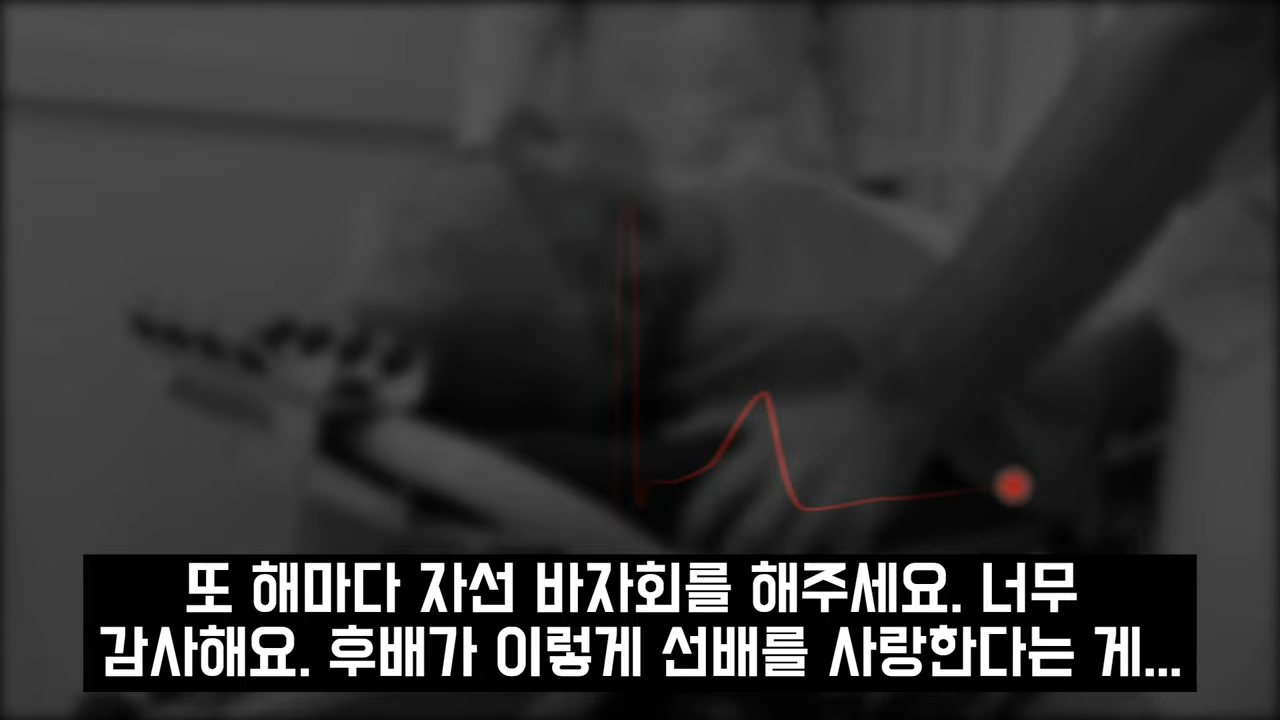 또 해마다 자선 바자회를 해주세요. 너무
감사해요. 후배가 이렇게 선배를 사랑한다는 게...